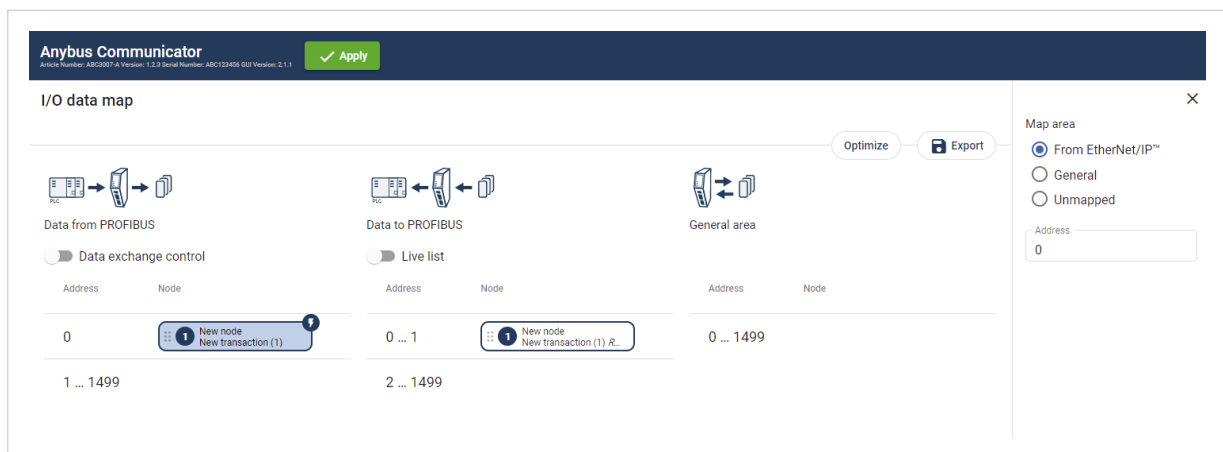 Anybus Communicator
Article Number: ABC3007-A Version: 1.2.3 Serial Number: ABC123456 GUI Version: 2.1.1
Apply
I/O data map
Optimize
Export
PLC
Data from PROFIBUS
Data exchange control
Address Node
0
1
New node
New transaction (1)
1 ... 1499
PLC
Data to PROFIBUS
Live list
Address Node
0 ... 1
1
New node
New transaction (1) R...
2 ... 1499
General area
Address Node
0 ... 1499
Map area
From EtherNet/IP™
General
Unmapped
Address
0